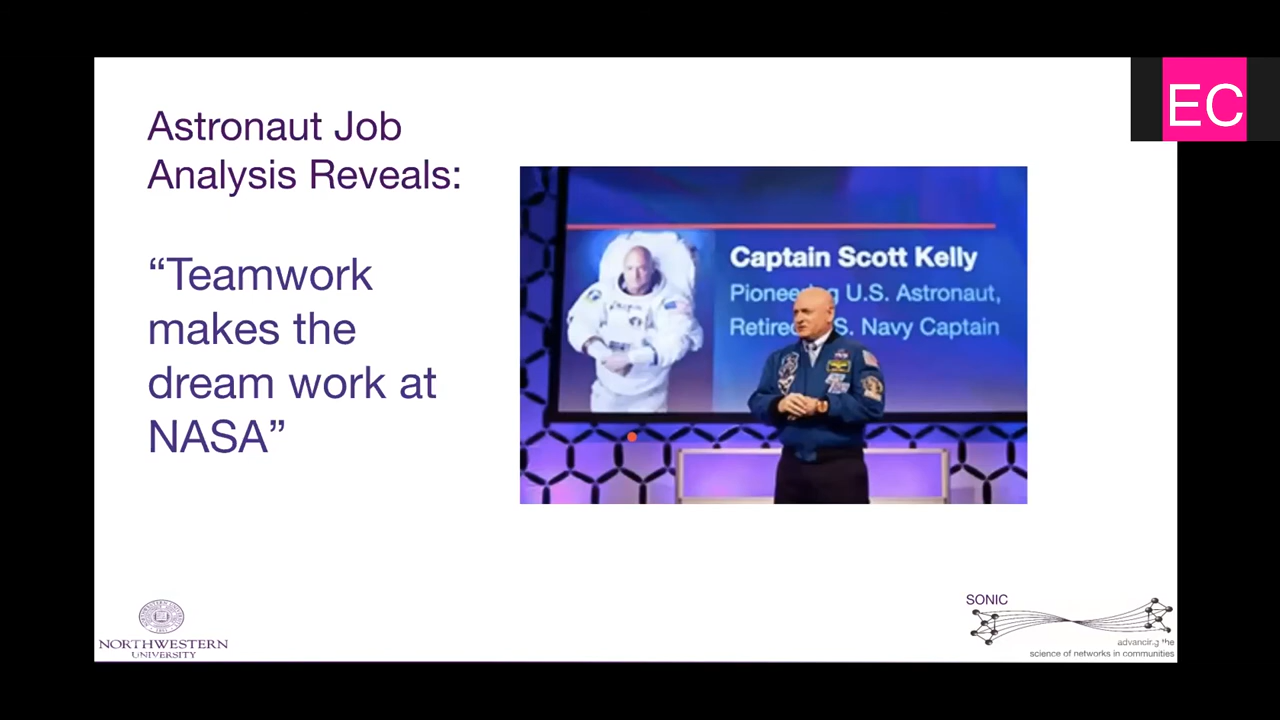 Astronaut Job
Analysis Reveals:
“Teamwork
makes the
dream work at
NASA”
Captain Scott Kelly
U.S. Astronaut,
Navy Captain
EC
NORTHWESTERN
UNIVERSITY
SONIC
advancing the
science of networks in communities